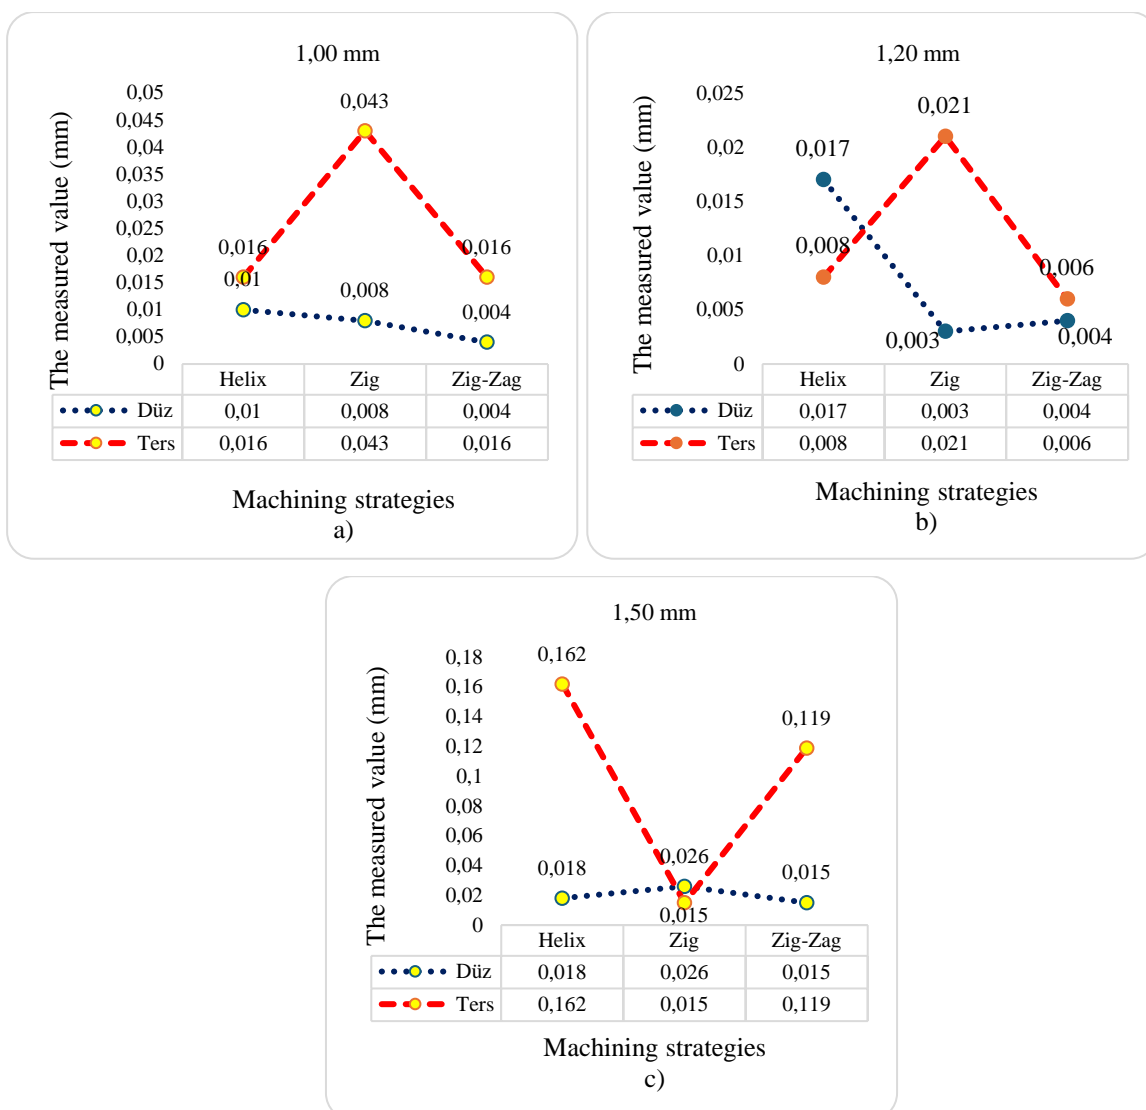 1,00 mm
The measured value (mm)
0,05
0,045
0,04
0,035
0,03
0,025
0,02
0,015
0,01
0,005
0
0,043
0,016
0,016
0,01
0,008
0,004
Helix Zig Zig-Zag
Düz 0,01 0,008 0,004
Ters 0,016 0,043 0,016
Machining strategies
a)
1,20 mm
The measured value (mm)
0,025
0,02
0,015
0,01
0,005
0
0,021
0,017
0,008
0,006
0,003
0,004
Helix Zig Zig-Zag
Düz 0,017 0,003 0,004
Ters 0,008 0,021 0,006
Machining strategies
b)
1,50 mm
The measured value (mm)
0,18
0,16
0,14
0,12
0,1
0,08
0,06
0,04
0,02
0
0,162
0,119
0,018
0,026
0,015
0,015
Helix Zig Zig-Zag
Düz 0,018 0,026 0,015
Ters 0,162 0,015 0,119
Machining strategies
c)